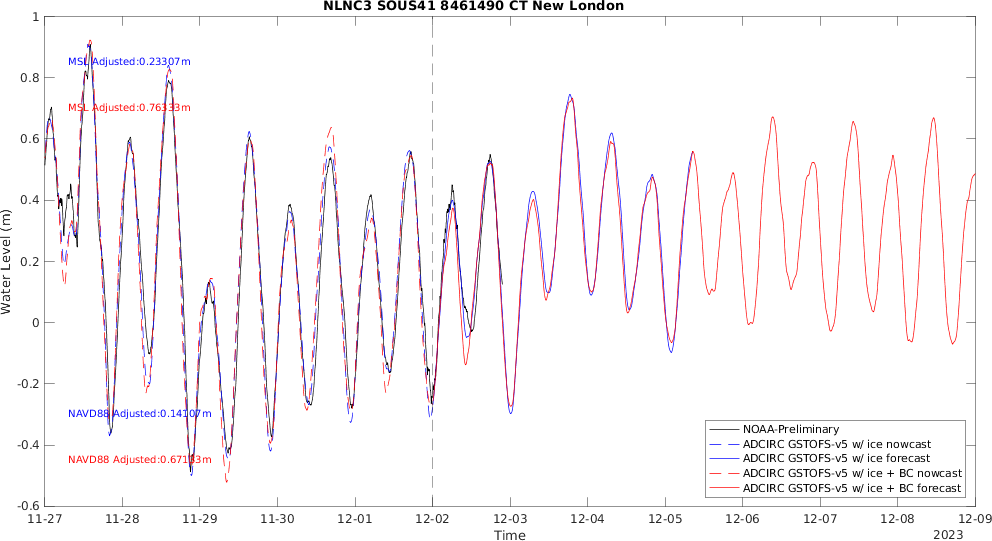 NLNC3 SOUS41 8461490 CT New London
1
0.8
0.6
0.4
0.2
0
-0.2
-0.4
-0.6
Water Level (m)
MSL Adjusted:0.23307m
MSL Adjusted:0.76333m
NAVD88 Adjusted:0.14107m
NAVD88 Adjusted:0.67133m
NOAA-Preliminary
ADCIRC GSTOFS-v5 w/ ice nowcast
ADCIRC GSTOFS-v5 w/ ice forecast
ADCIRC GSTOFS-v5 w/ ice + BC nowcast
ADCIRC GSTOFS-v5 w/ ice + BC forecast
11-27 11-28 11-29 11-30 12-01 12-02 12-03 12-04 12-05 12-06 12-07 12-08 12-09
Time
2023